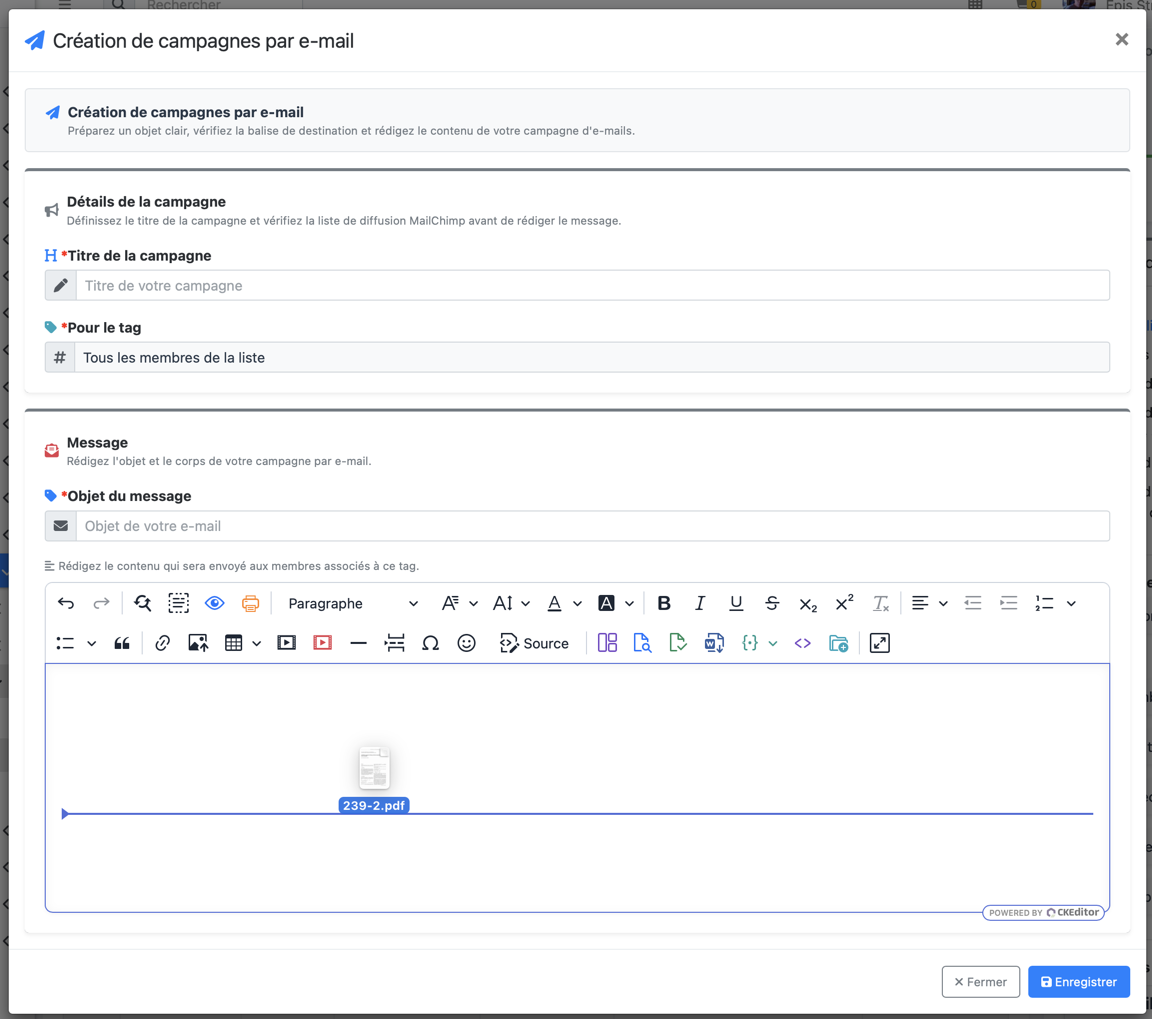 Rechercher
0
Création de campagnes par e-mail
Création de campagnes par e-mail
Préparez un objet clair, vérifiez la balise de destination et rédigez le contenu de votre campagne d'e-mails.
Détails de la campagne
Définissez le titre de la campagne et vérifiez la liste de diffusion MailChimp avant de rédiger le message.
*Titre de la campagne
Titre de votre campagne
*Pour le tag
# Tous les membres de la liste
Message
Rédigez l'objet et le corps de votre campagne par e-mail.
*Objet du message
Objet de votre e-mail
Rédigez le contenu qui sera envoyé aux membres associés à ce tag.
Paragraphe
Source
239-2.pdf
POWERED BY CKEditor
Fermer
Enregistrer